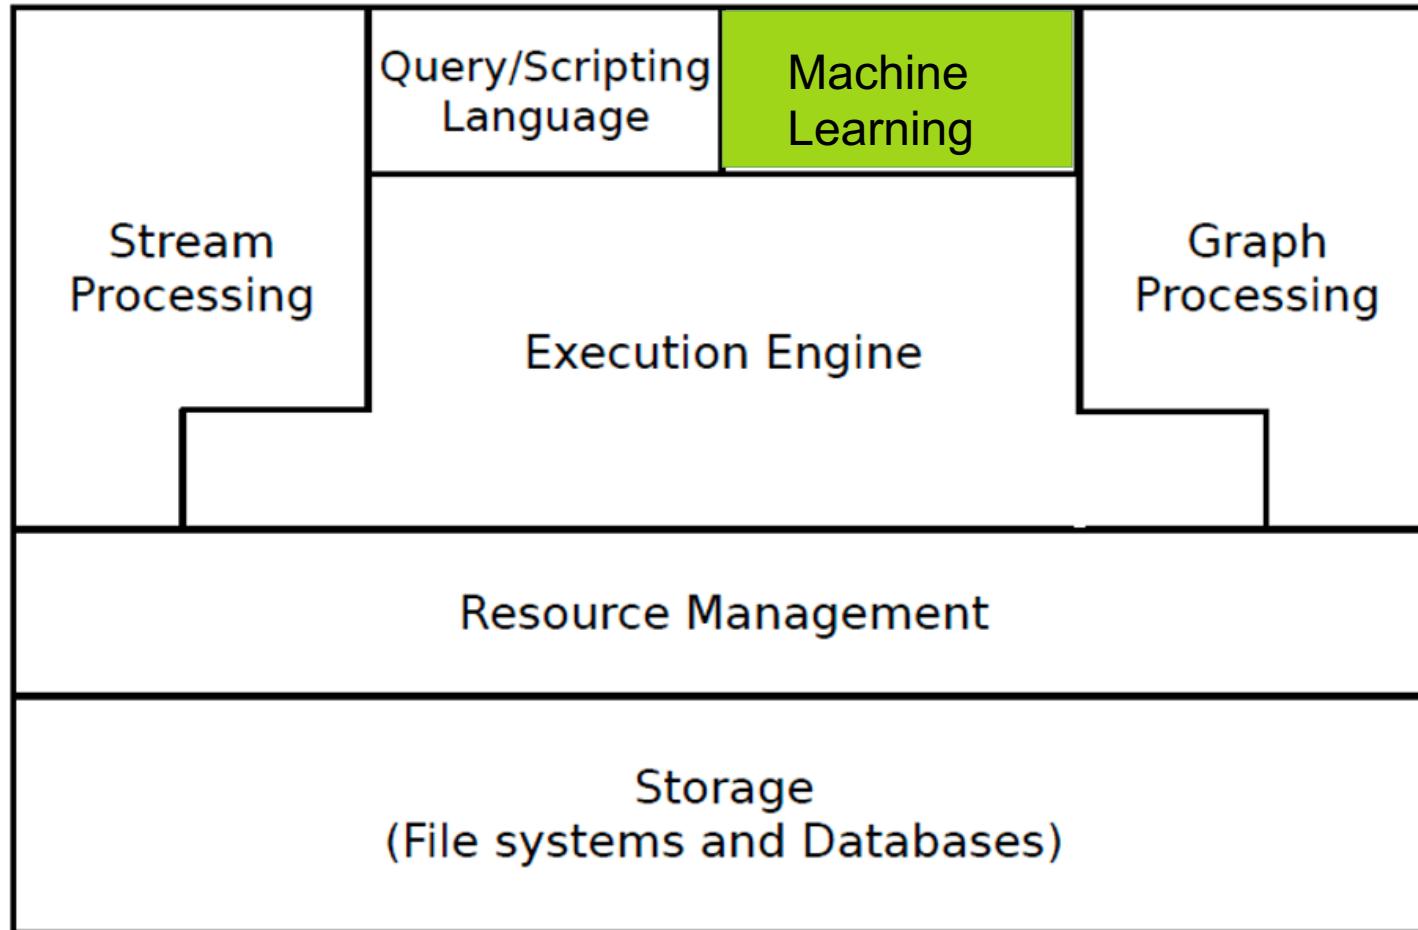 Query/Scripting
Language
Machine
Learning
Stream
Processing
Graph
Processing
Execution Engine
Resource Management
Storage
(File systems and Databases)